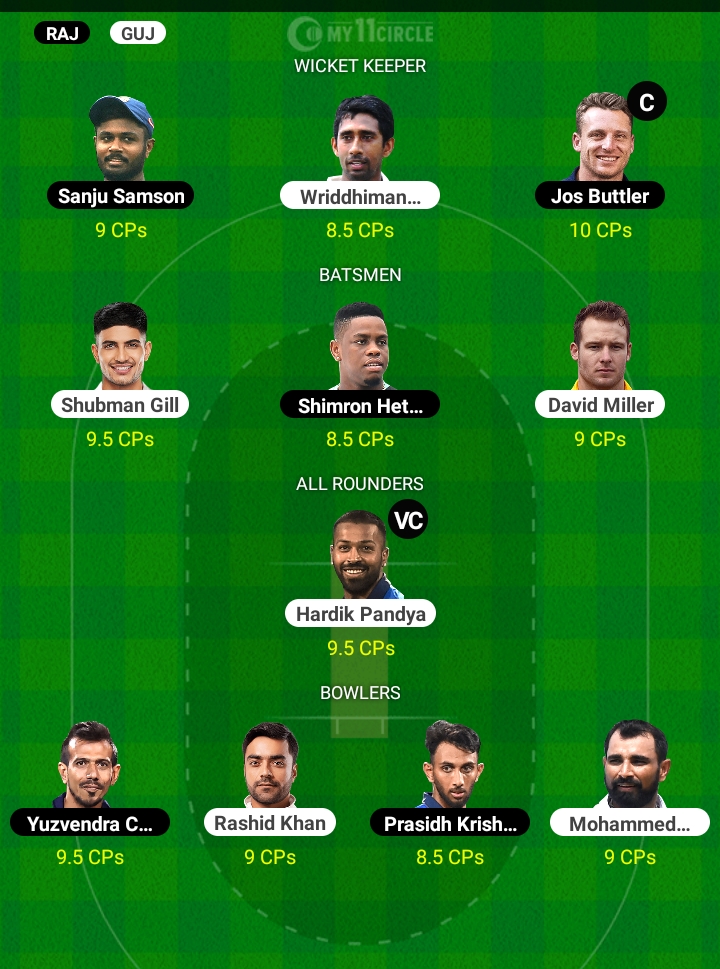 RAJ GUJ MY11CIRCLE
WICKET KEEPER
C
Sanju Samson Wriddhiman... Jos Buttler
9 CPs 8.5 CPs 10 CPs
BATSMEN
Shubman Gill Shimron Het... David Miller
9.5 CPs 8.5 CPs 9 CPs
ALL ROUNDERS
VC
Hardik Pandya
9.5 CPs
BOWLERS
Yuzvendra C... Rashid Khan Prasidh Krish... Mohammed...
9.5 CPs 9 CPs 8.5 CPs 9 CPs